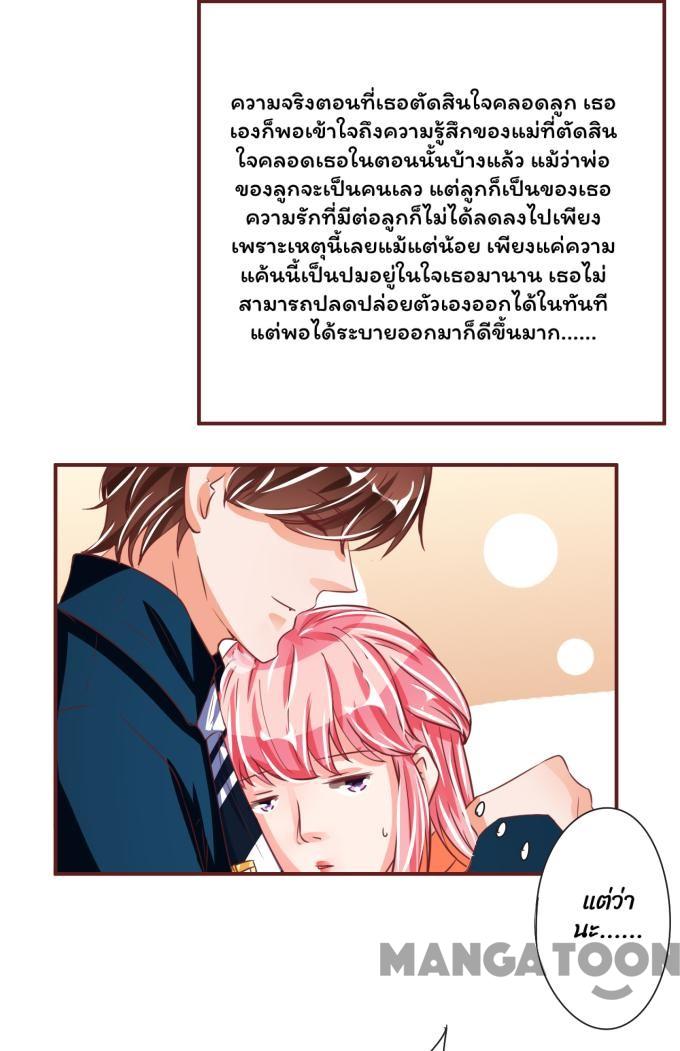 ความจริงตอนที่เธอตัดสินใจคลอดลูก เธอ
เองก็พอเข้าใจถึงความรู้สึกของแม่ที่ตัดสิน
ใจคลอดเธอในตอนนั้นบ้างแล้ว แม้ว่าพ่อ
ของลูกจะเป็นคนเลว แต่ลูกก็เป็นของเธอ
ความรักที่มีต่อลูกก็ไม่ได้ลดลงไปเพียง
เพราะเหตุนี้เลยแม้แต่น้อย เพียงแค่ความ
แค้นนี้เป็นปมอยู่ในใจเธอมานาน เธอไม่
สามารถปลดปล่อยตัวเองออกได้ในทันที
แต่พอได้ระบายออกมาก็ดีขึ้นมาก......
แต่ว่า
นะ......
MANGATOON